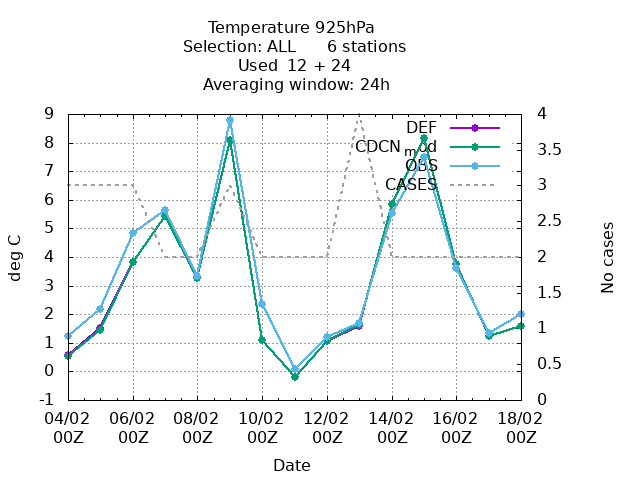 Temperature 925hPa
Selection: ALL 6 stations
Used 12 + 24
Averaging window: 24h
9
8
7
6
5
4
3
2
1
0
-1
deg C
4
3.5
3
2.5
2
1.5
1
0.5
0
No cases
DEF
CDCNmod
OBS
CASES
04/02 06/02 08/02 10/02 12/02 14/02 16/02 18/02
00Z 00Z 00Z 00Z 00Z 00Z 00Z 00Z
Date